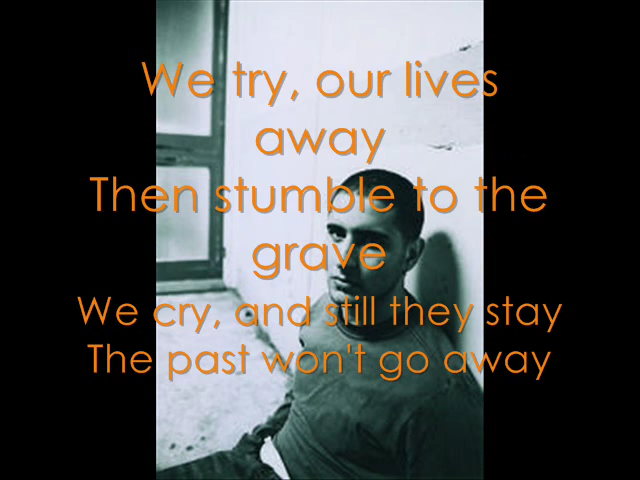 We try, our lives
away
Then stumble to the
grave
We cry, and still they stay
The past won't go away